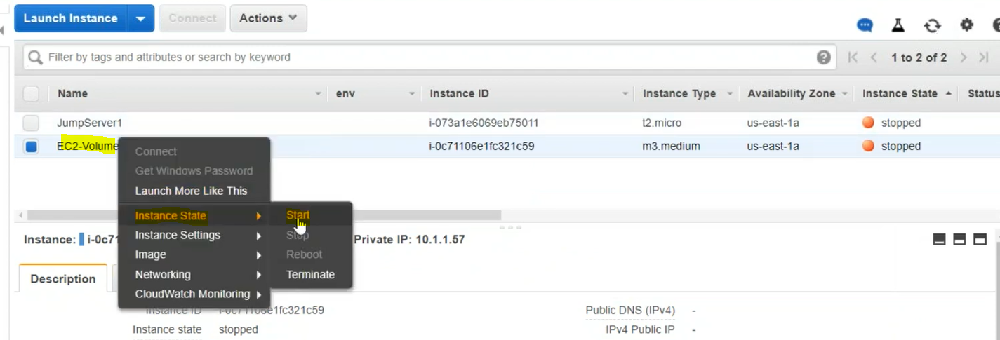 Launch Instance Connect Actions
Filter by tags and attributes or search by keyword 1 to 2 of 2
Name env Instance ID Instance Type Availability Zone Instance State Status
JumpServer1 i-073a1e6069eb75011 t2.micro us-east-1a stopped
EC2-Volume i-0c71106e1fc321c59 m3.medium us-east-1a stopped
Connect
Get Windows Password
Launch More Like This
Instance State Start
Instance Settings Stop
Image Reboot
Networking Terminate
CloudWatch Monitoring
Instance: i-0c71 Private IP: 10.1.1.57
Description
Instance ID i-0c71106e1fc321c59 Public DNS (IPv4) -
Instance state stopped IPv4 Public IP -